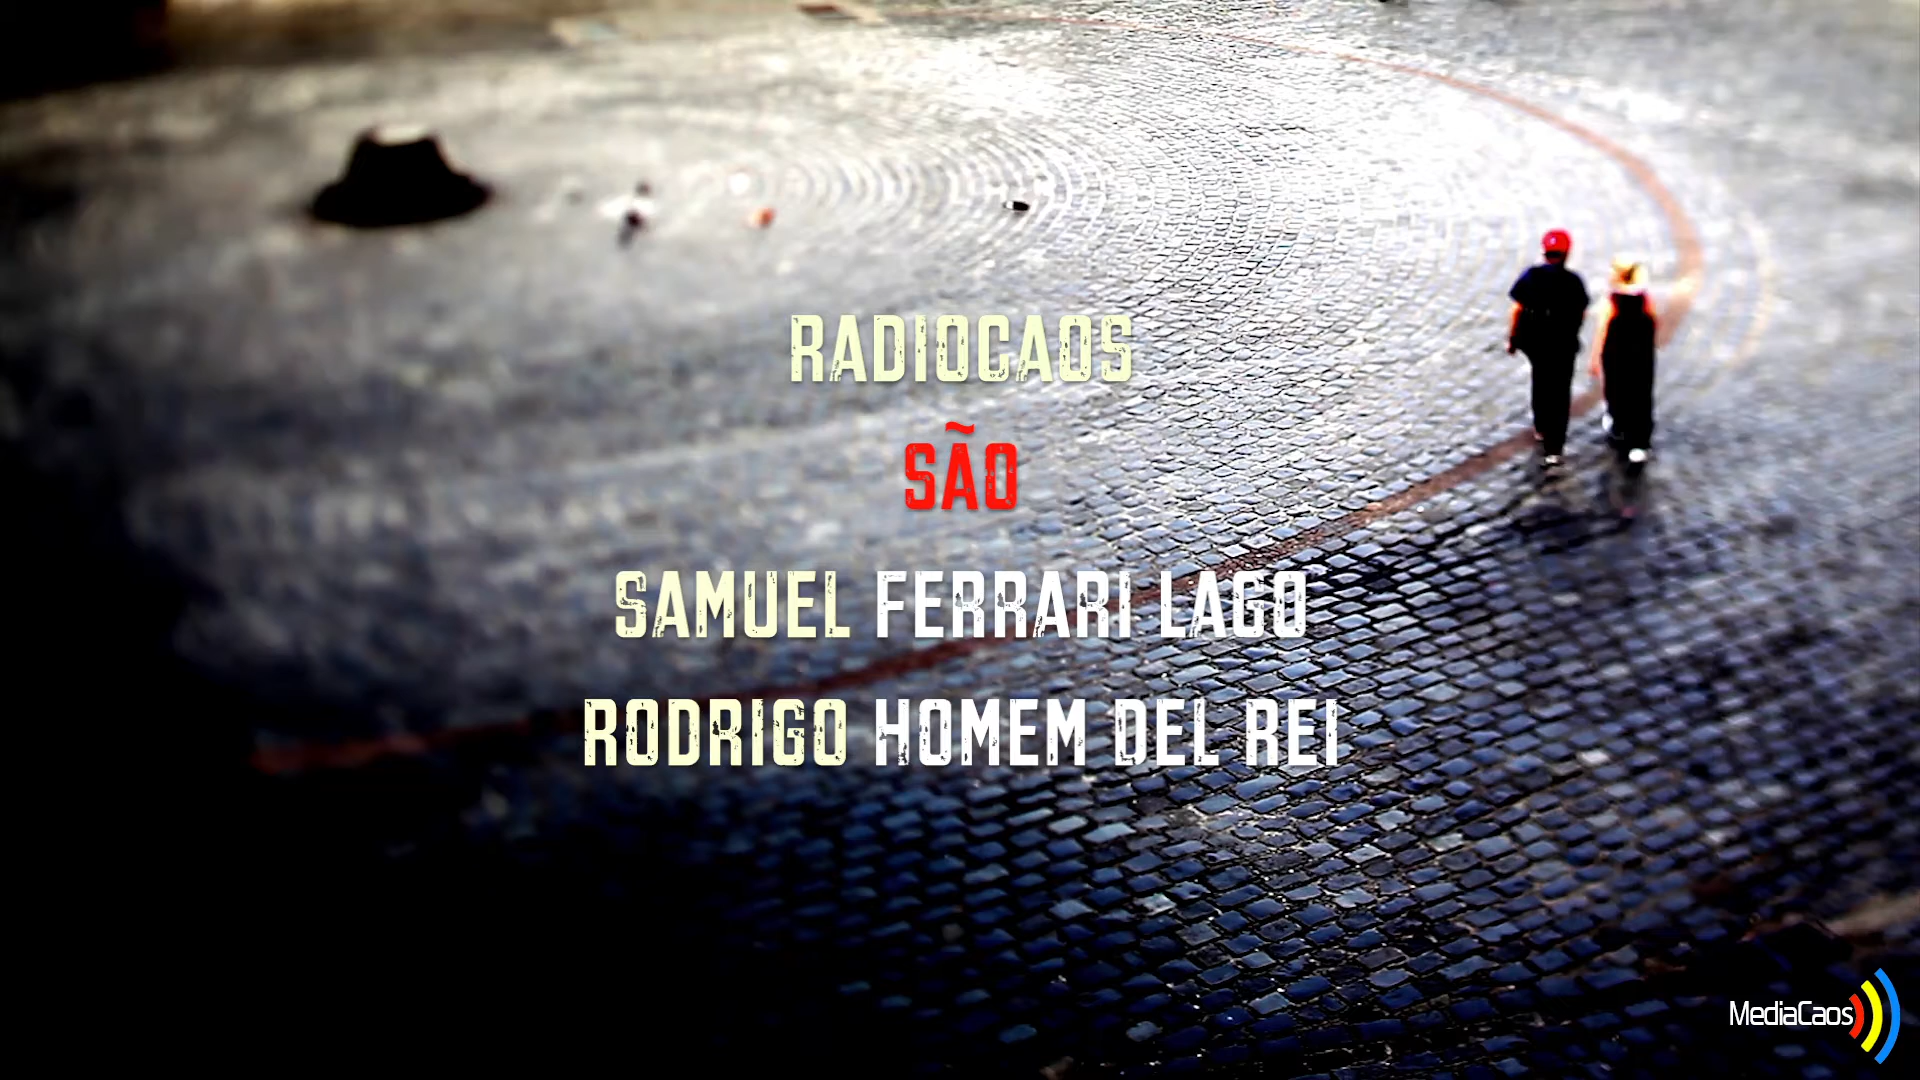 RADIOCAOS
SÃO
SAMUEL FERRARI LAGO
RODRIGO HOMEM DEL REI
MediaCaos